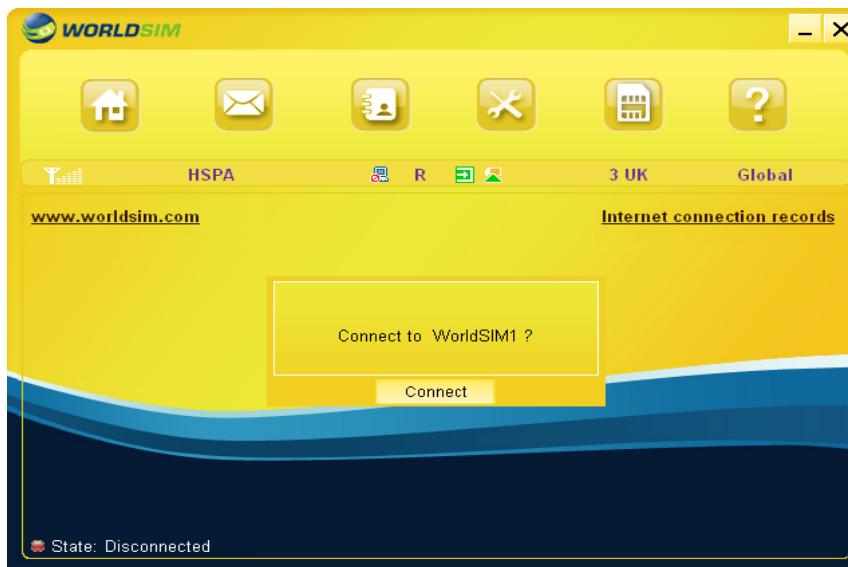 WORLDSIM
HSPA R 3 UK Global
www.worldsim.com Internet connection records
Connect to WorldSIM1 ?
Connect
State: Disconnected